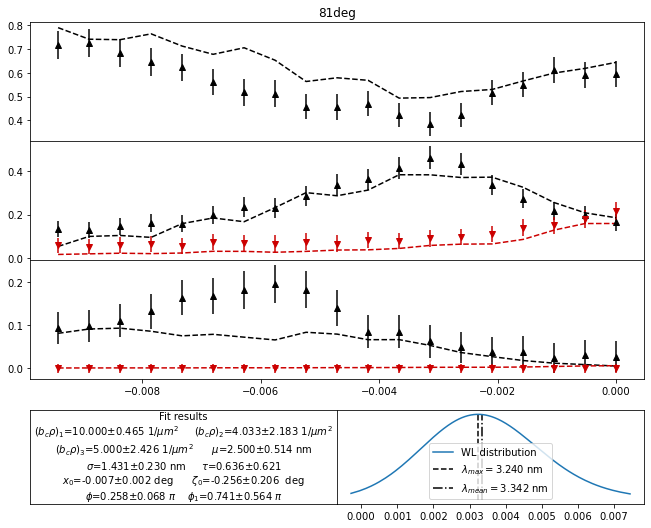 81deg
0.8
0.7
0.6
0.5
0.4
0.4
0.2
0.0
0.2
0.1
0.0
−0.008 −0.006 −0.004 −0.002 0.000
Fit results
(b_cρ)_1=10.000±0.465 1/μm² (b_cρ)_2=4.033±2.183 1/μm²
(b_cρ)_3=5.000±2.426 1/μm² μ=2.500±0.514 nm
σ=1.431±0.230 nm τ=0.636±0.621
x_0=-0.007±0.002 deg ζ_0=-0.256±0.206 deg
ϕ=0.258±0.068 π ϕ_1=0.741±0.564 π
WL distribution
λ_max = 3.240 nm
λ_mean = 3.342 nm
0.000 0.001 0.002 0.003 0.004 0.005 0.006 0.007